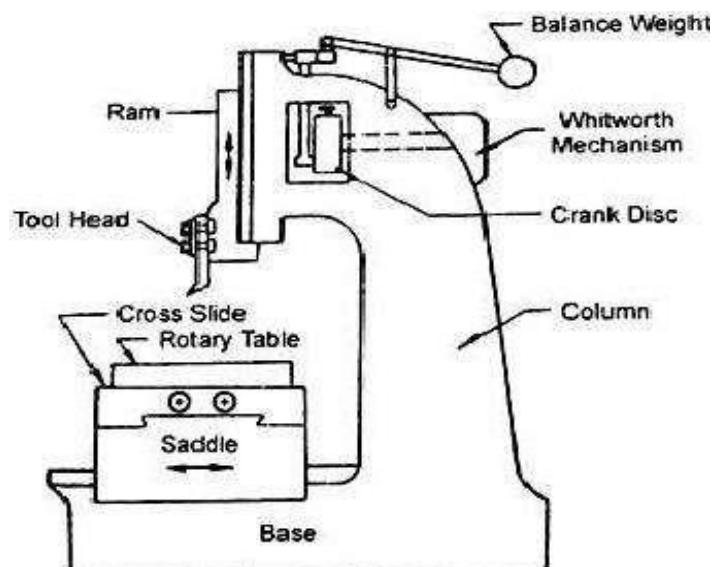 Balance Weight
Ram
Whitworth
Mechanism
Tool Head
Crank Disc
Cross Slide
Rotary Table
Column
Saddle
Base